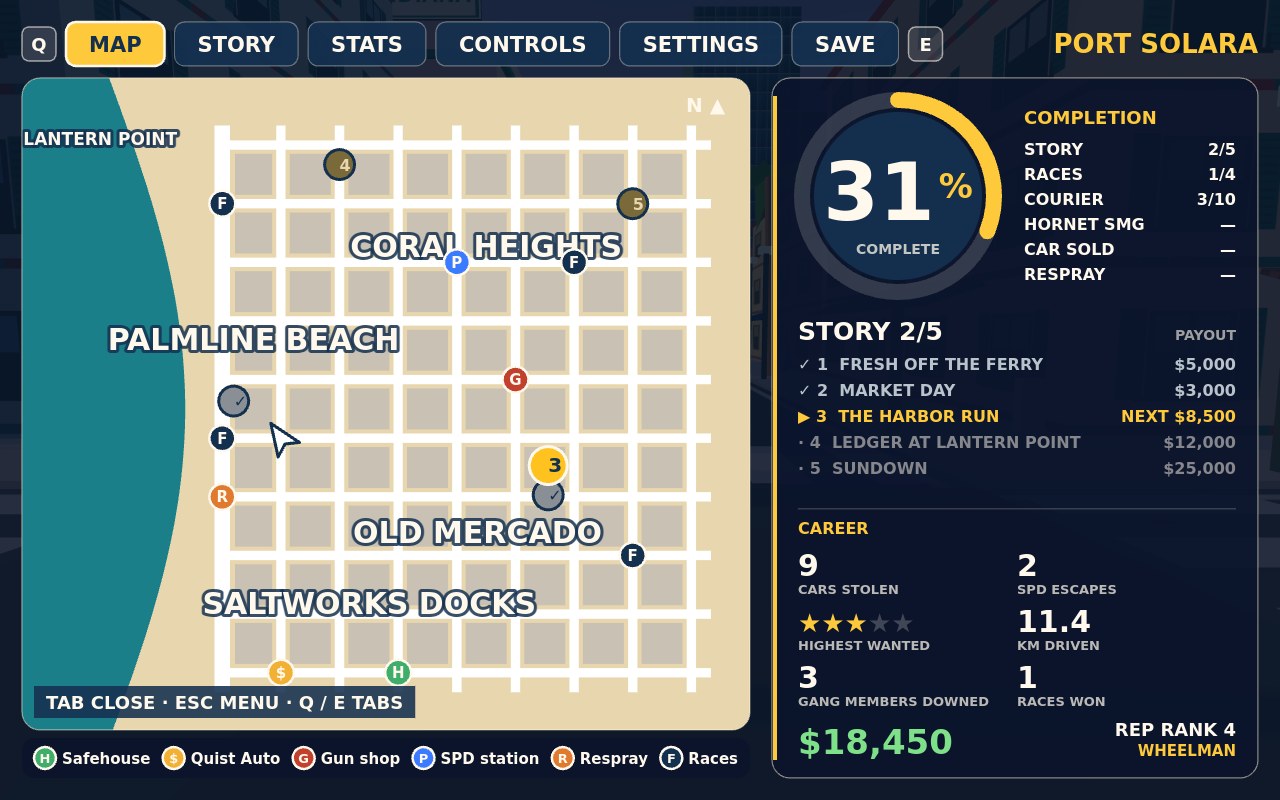 Q MAP STORY STATS CONTROLS SETTINGS SAVE E PORT SOLARA
N ▲
LANTERN POINT
4
F
5
CORAL HEIGHTS
P
F
PALMLINE BEACH
G
✓
F
3
✓
R
OLD MERCADO
F
SALTWORKS DOCKS
$
H
TAB CLOSE · ESC MENU · Q / E TABS
H Safehouse $ Quist Auto G Gun shop P SPD station R Respray F Races
31%
COMPLETE
COMPLETION
STORY 2/5
RACES 1/4
COURIER 3/10
HORNET SMG —
CAR SOLD —
RESPRAY —
STORY 2/5 PAYOUT
✓ 1 FRESH OFF THE FERRY $5,000
✓ 2 MARKET DAY $3,000
▶ 3 THE HARBOR RUN NEXT $8,500
· 4 LEDGER AT LANTERN POINT $12,000
· 5 SUNDOWN $25,000
CAREER
9 2
CARS STOLEN SPD ESCAPES
★★★★★ 11.4
HIGHEST WANTED KM DRIVEN
3 1
GANG MEMBERS DOWNED RACES WON
$18,450 REP RANK 4
WHEELMAN